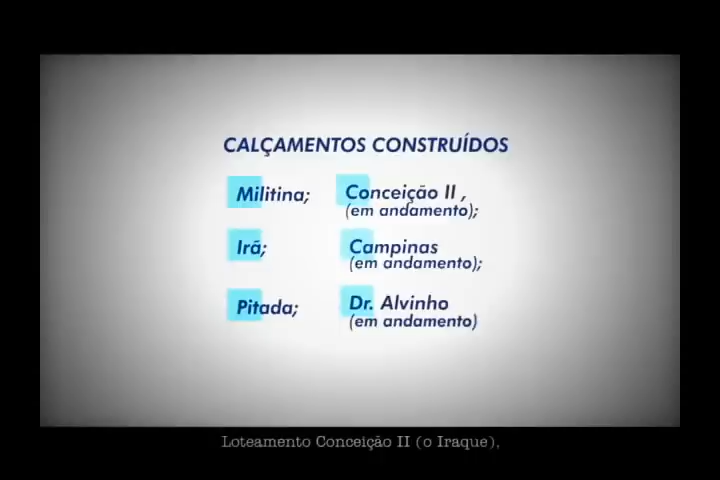 CALÇAMENTOS CONSTRUÍDOS
Militina;
Conceição II ,
(em andamento);
Irã;
Campinas
(em andamento);
Pitada;
Dr. Alvinho
(em andamento)
Loteamento Conceição II (o Iraque),